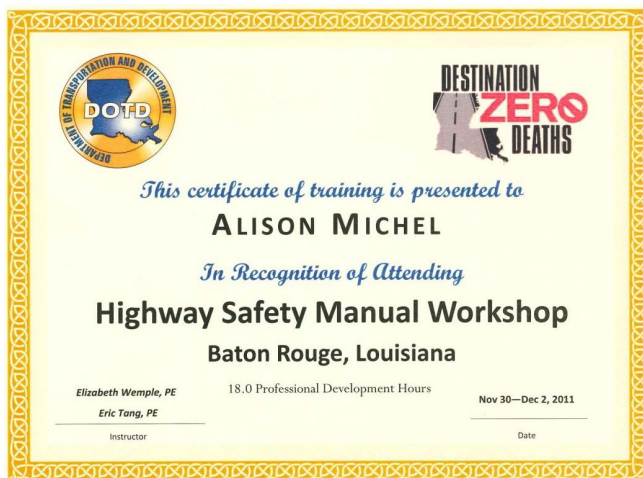 DEPARTMENT OF TRANSPORTATION AND DEVELOPMENT
DOTD
DESTINATION
ZERO
DEATHS
This certificate of training is presented to
ALISON MICHEL
In Recognition of Attending
Highway Safety Manual Workshop
Baton Rouge, Louisiana
18.0 Professional Development Hours
Elizabeth Wemple, PE
Eric Tang, PE
Instructor
Nov 30—Dec 2, 2011
Date